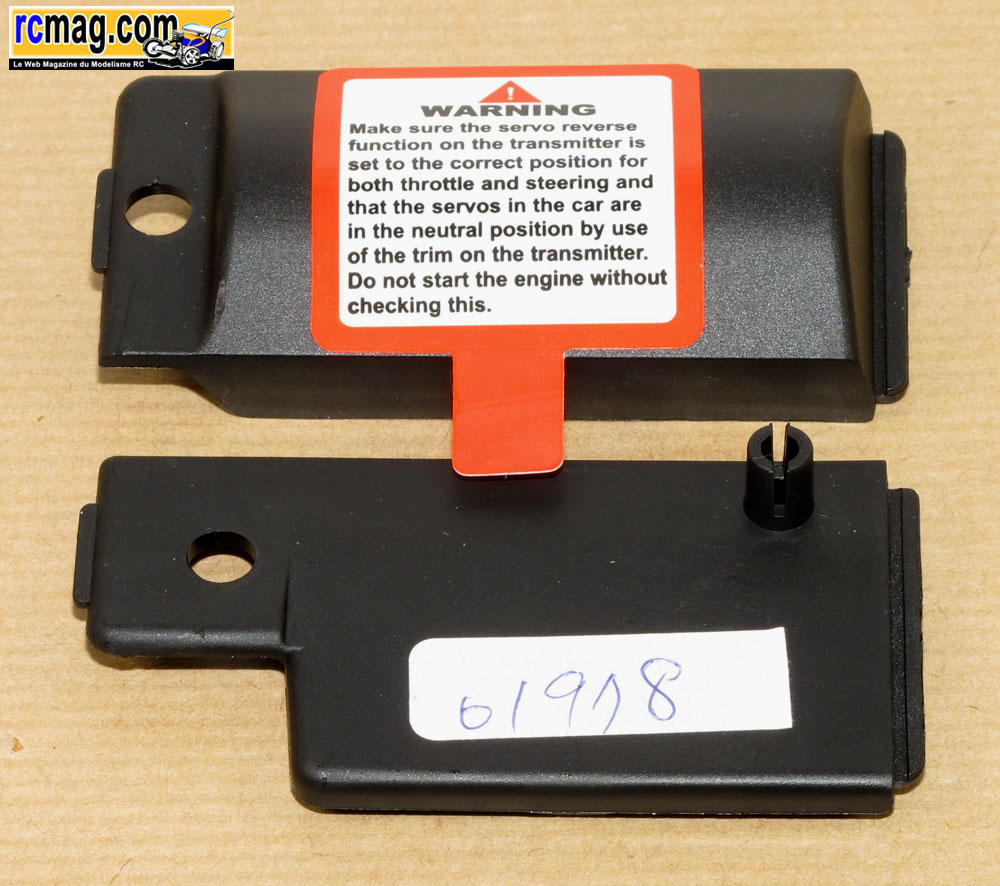 rcmag.com
Le Web Magazine du Modelisme RC
WARNING
Make sure the servo reverse
function on the transmitter is
set to the correct position for
both throttle and steering and
that the servos in the car are
in the neutral position by use
of the trim on the transmitter.
Do not start the engine without
checking this.
61978